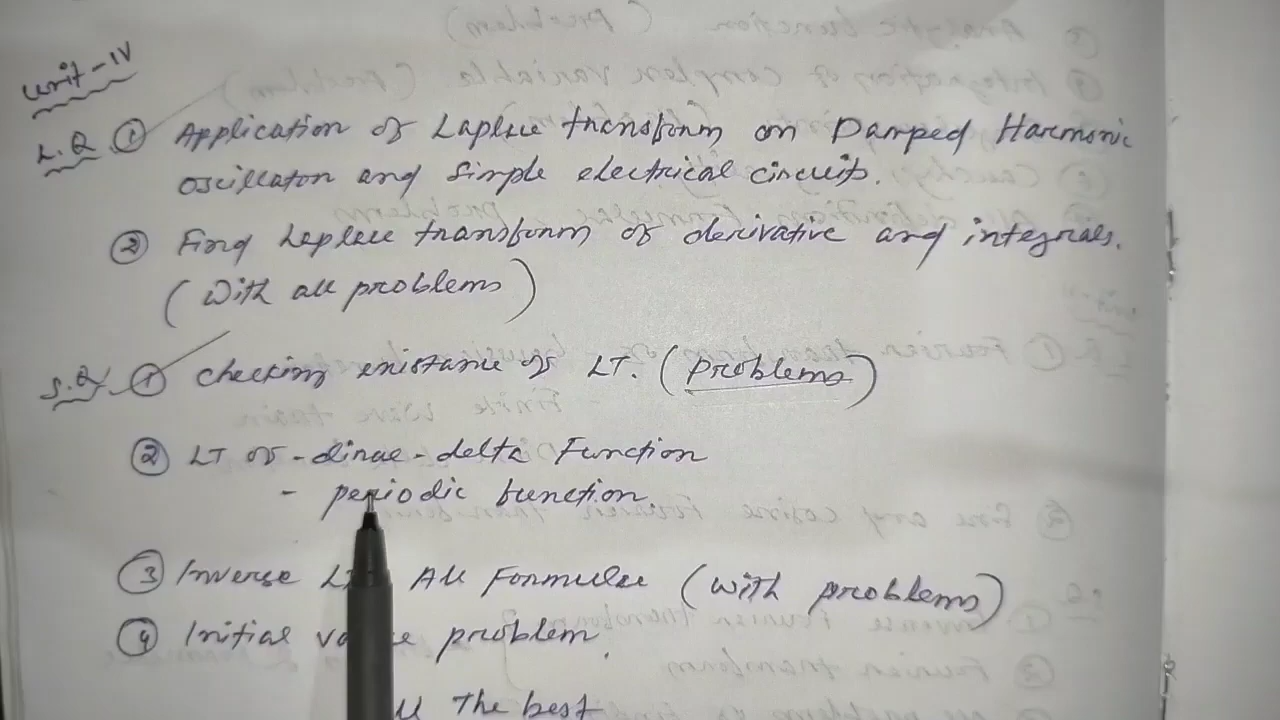 Unit-IV
L.Q ① Application of Laplace transform on Damped Harmonic
oscillator and simple electrical circuits.
② Find Laplace transform of derivative and integrals.
(With all problems)
S.Q ① checking existance of LT. (problems)
② LT of - dirac - delta Function
- periodic function
③ Inverse All Formulae (with problems)
④ Initial problem.
The best